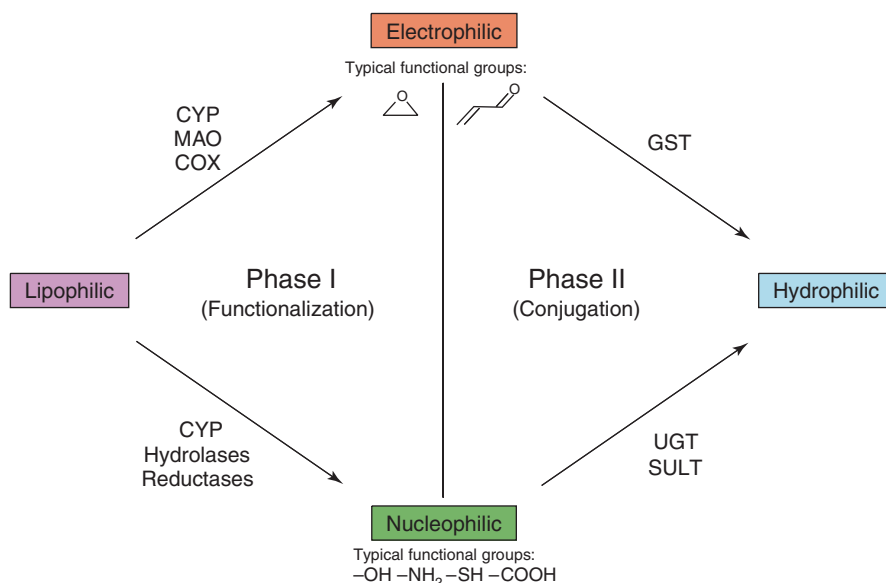 Electrophilic
Typical functional groups:
O
O
CYP
MAO
COX
GST
Phase I
(Functionalization)
Phase II
(Conjugation)
Lipophilic
Hydrophilic
CYP
Hydrolases
Reductases
UGT
SULT
Nucleophilic
Typical functional groups:
–OH –NH₂ –SH –COOH